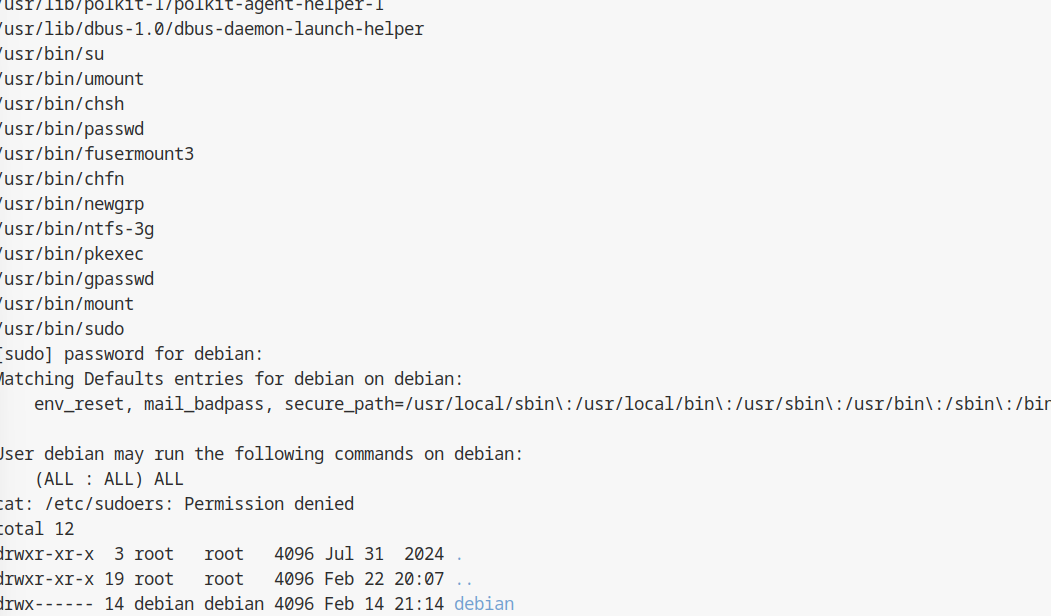 /usr/lib/polkit-1/polkit-agent-helper-1
/usr/lib/dbus-1.0/dbus-daemon-launch-helper
/usr/bin/su
/usr/bin/umount
/usr/bin/chsh
/usr/bin/passwd
/usr/bin/fusermount3
/usr/bin/chfn
/usr/bin/newgrp
/usr/bin/ntfs-3g
/usr/bin/pkexec
/usr/bin/gpasswd
/usr/bin/mount
/usr/bin/sudo
[sudo] password for debian:
Matching Defaults entries for debian on debian:
    env_reset, mail_badpass, secure_path=/usr/local/sbin\:/usr/local/bin\:/usr/sbin\:/usr/bin\:/sbin\:/bin
User debian may run the following commands on debian:
    (ALL : ALL) ALL
cat: /etc/sudoers: Permission denied
total 12
drwxr-xr-x  3 root   root   4096 Jul 31  2024 .
drwxr-xr-x 19 root   root   4096 Feb 22 20:07 ..
drwx------ 14 debian debian 4096 Feb 14 21:14 debian